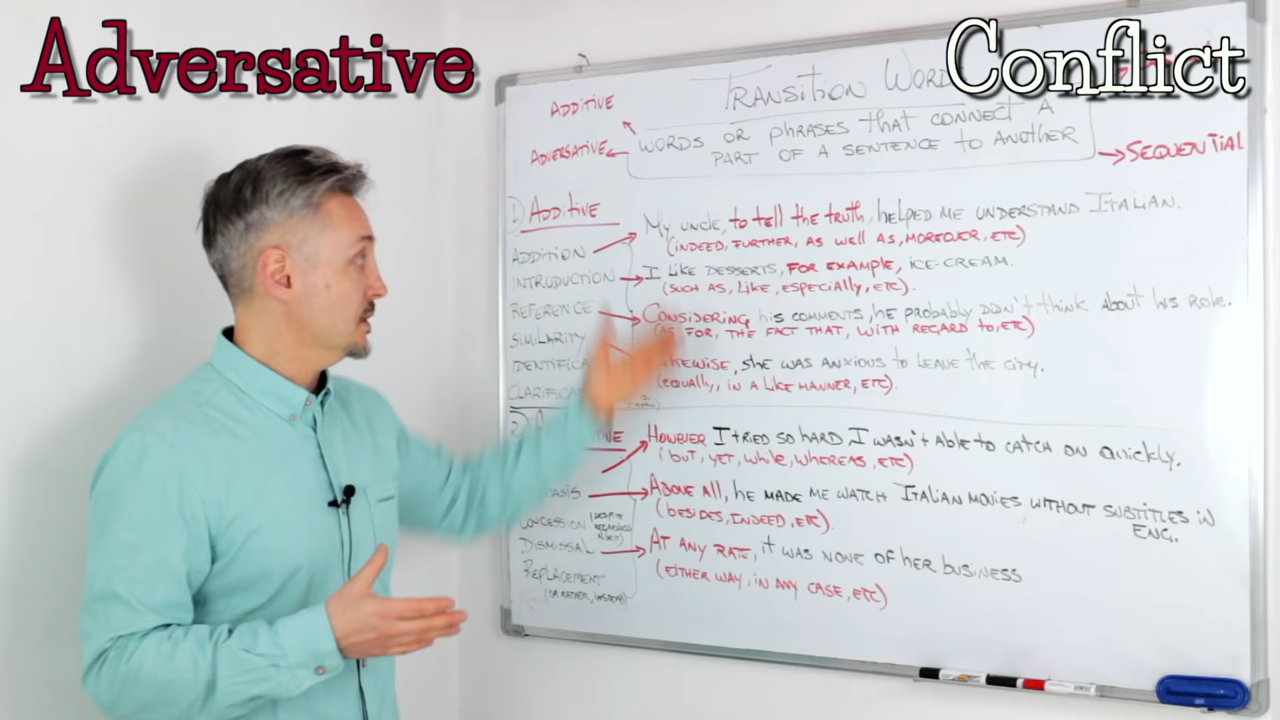 Adversative
Conflict
TRANSITION
ADDITIVE
WORDS OR PHRASES THAT CONNECT A
PART OF A SENTENCE TO ANOTHER
ADVERSATIVE
SEQUENTIAL
1) ADDITIVE
ADDITION
MY UNCLE, to tell the truth, HELPED ME UNDERSTAND ITALIAN.
(INDEED, FURTHER, AS WELL AS, MOREOVER, ETC)
INTRODUCTION
I LIKE DESSERTS, FOR EXAMPLE, ICE-CREAM.
(SUCH AS, LIKE, ESPECIALLY, ETC).
REFERENCE
CONSIDERING his COMMENTS, he PROBABLY DIDN'T think ABOUT his ROLE.
FOR, THE FACT THAT, WITH REGARD to, ETC)
SIMILARITY
SHE WAS ANXIOUS to LEAVE the CITY.
(EQUALLY, IN A LIKE MANNER, ETC).
2)
HOWEVER I TRIED SO HARD I WASN'T ABLE TO CATCH ON QUICKLY.
(but, YET, while, WHEREAS, ETC)
ABOVE ALL, HE MADE ME WATCH ITALIAN MOVIES WITHOUT SUBTITLES IN
ENG.
(BESIDES, INDEED, ETC).
CONCESSION
DISMISSAL
AT ANY RATE, it WAS NONE OF HER BUSINESS
(EITHER WAY, IN ANY CASE, ETC)
REPLACEMENT
(OR RATHER, INSTEAD)